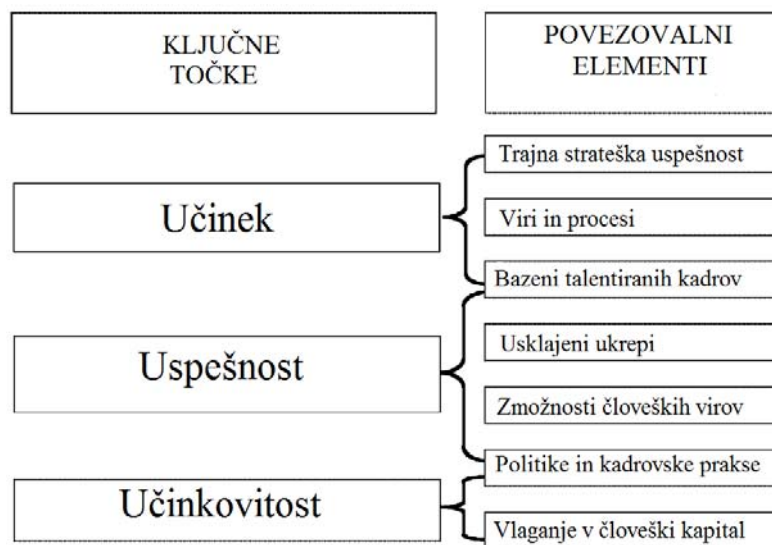 KLJUČNE
TOČKE
POVEZOVALNI
ELEMENTI
Učinek
Trajna strateška uspešnost
Viri in procesi
Bazeni talentiranih kadrov
Uspešnost
Usklajeni ukrepi
Zmožnosti človeških virov
Politike in kadrovske prakse
Učinkovitost
Vlaganje v človeški kapital